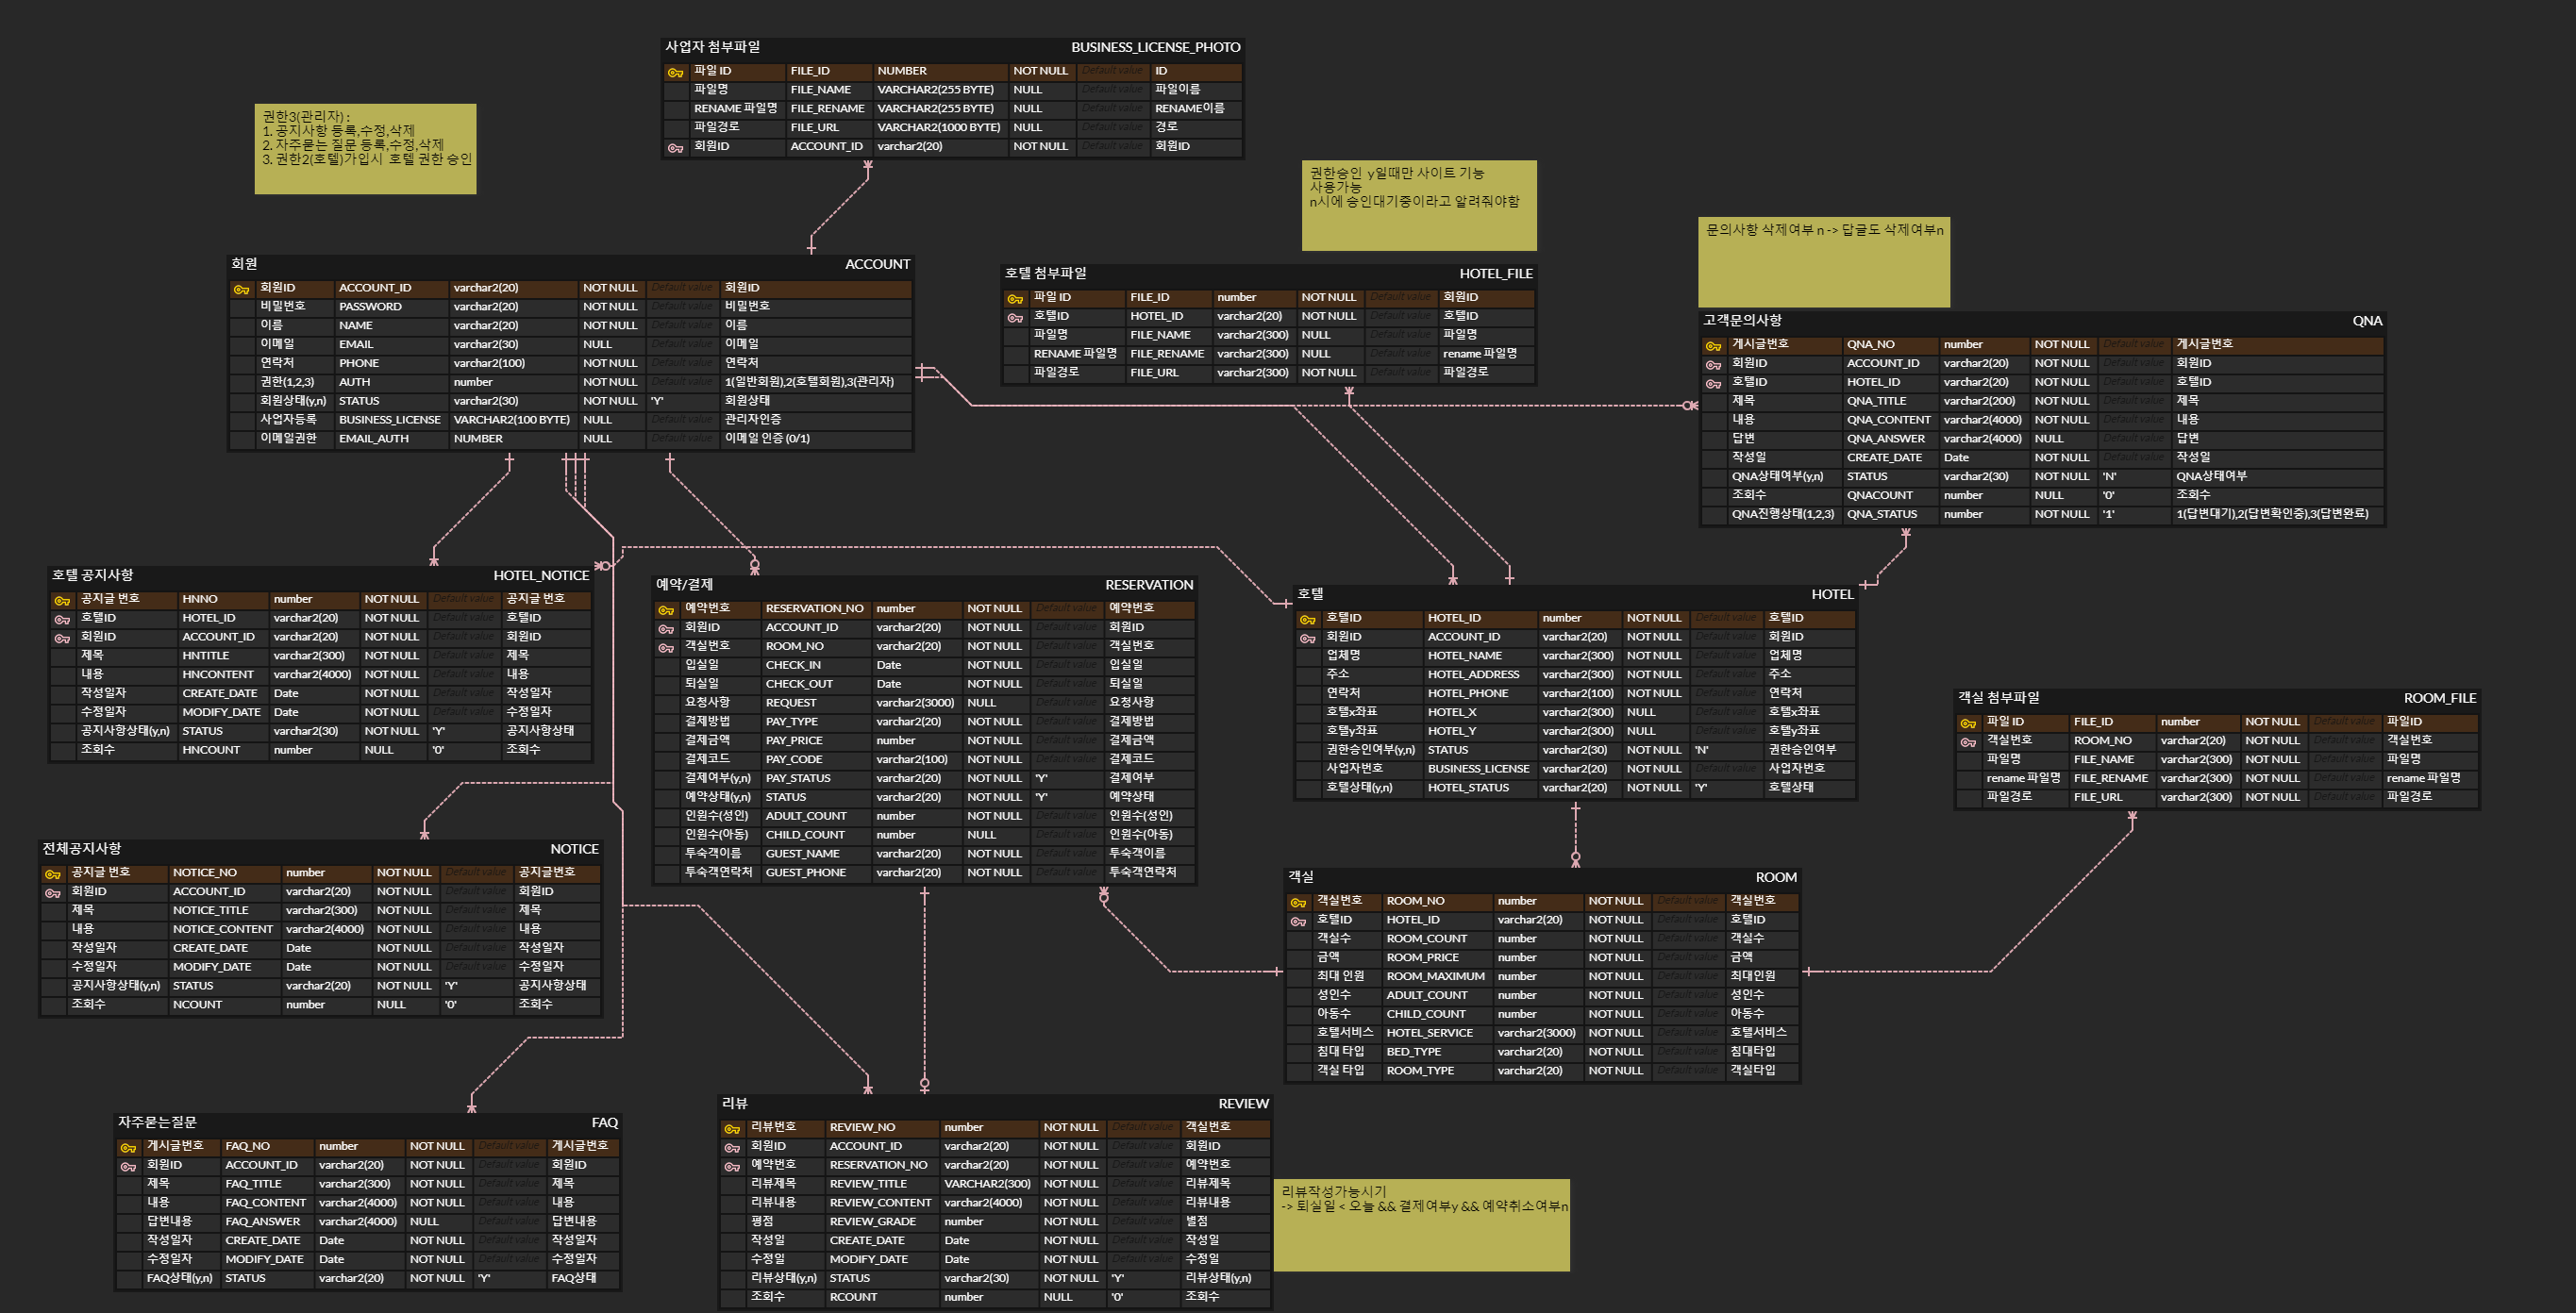 사업자 첨부파일 BUSINESS_LICENSE_PHOTO
파일 ID FILE_ID NUMBER NOT NULL Default value ID
파일명 FILE_NAME VARCHAR2(255 BYTE) NULL Default value 파일이름
RENAME 파일명 FILE_RENAME VARCHAR2(255 BYTE) NULL Default value RENAME이름
파일경로 FILE_URL VARCHAR2(1000 BYTE) NULL Default value 경로
회원ID ACCOUNT_ID varchar2(20) NOT NULL Default value 회원ID
권한3(관리자) :
1. 공지사항 등록,수정,삭제
2. 자주묻는 질문 등록,수정,삭제
3. 권한2(호텔)가입시 호텔 권한 승인
권한승인 y일때만 사이트 기능
사용가능
n시에 승인대기중이라고 알려줘야함
문의사항 삭제여부 n -> 답글도 삭제여부n
회원 ACCOUNT
회원ID ACCOUNT_ID varchar2(20) NOT NULL Default value 회원ID
비밀번호 PASSWORD varchar2(20) NOT NULL Default value 비밀번호
이름 NAME varchar2(20) NOT NULL Default value 이름
이메일 EMAIL varchar2(30) NULL Default value 이메일
연락처 PHONE varchar2(100) NOT NULL Default value 연락처
권한(1,2,3) AUTH number NOT NULL Default value 1(일반회원),2(호텔회원),3(관리자)
회원상태(y,n) STATUS varchar2(30) NOT NULL 'Y' 회원상태
사업자등록 BUSINESS_LICENSE VARCHAR2(100 BYTE) NULL Default value 관리자인증
이메일권한 EMAIL_AUTH NUMBER NULL Default value 이메일 인증 (0/1)
호텔 첨부파일 HOTEL_FILE
파일 ID FILE_ID number NOT NULL Default value 회원ID
호텔ID HOTEL_ID varchar2(20) NOT NULL Default value 호텔ID
파일명 FILE_NAME varchar2(300) NULL Default value 파일명
RENAME 파일명 FILE_RENAME varchar2(300) NULL Default value rename 파일명
파일경로 FILE_URL varchar2(300) NOT NULL Default value 파일경로
고객문의사항 QNA
게시글번호 QNA_NO number NOT NULL Default value 게시글번호
회원ID ACCOUNT_ID varchar2(20) NOT NULL Default value 회원ID
호텔ID HOTEL_ID varchar2(20) NOT NULL Default value 호텔ID
제목 QNA_TITLE varchar2(200) NOT NULL Default value 제목
내용 QNA_CONTENT varchar2(4000) NOT NULL Default value 내용
답변 QNA_ANSWER varchar2(4000) NULL Default value 답변
작성일 CREATE_DATE Date NOT NULL Default value 작성일
QNA상태여부(y,n) STATUS varchar2(30) NOT NULL 'N' QNA상태여부
조회수 QNACOUNT number NULL '0' 조회수
QNA진행상태(1,2,3) QNA_STATUS number NOT NULL '1' 1(답변대기),2(답변확인중),3(답변완료)
호텔 공지사항 HOTEL_NOTICE
공지글 번호 HNNO number NOT NULL Default value 공지글 번호
호텔ID HOTEL_ID varchar2(20) NOT NULL Default value 호텔ID
회원ID ACCOUNT_ID varchar2(20) NOT NULL Default value 회원ID
제목 HNTITLE varchar2(300) NOT NULL Default value 제목
내용 HNCONTENT varchar2(4000) NOT NULL Default value 내용
작성일자 CREATE_DATE Date NOT NULL Default value 작성일자
수정일자 MODIFY_DATE Date NOT NULL Default value 수정일자
공지사항상태(y,n) STATUS varchar2(30) NOT NULL 'Y' 공지사항상태
조회수 HNCOUNT number NULL '0' 조회수
예약/결제 RESERVATION
예약번호 RESERVATION_NO number NOT NULL Default value 예약번호
회원ID ACCOUNT_ID varchar2(20) NOT NULL Default value 회원ID
객실번호 ROOM_NO varchar2(20) NOT NULL Default value 객실번호
입실일 CHECK_IN Date NOT NULL Default value 입실일
퇴실일 CHECK_OUT Date NOT NULL Default value 퇴실일
요청사항 REQUEST varchar2(3000) NULL Default value 요청사항
결제방법 PAY_TYPE varchar2(20) NOT NULL Default value 결제방법
결제금액 PAY_PRICE number NOT NULL Default value 결제금액
결제코드 PAY_CODE varchar2(100) NOT NULL Default value 결제코드
결제여부(y,n) PAY_STATUS varchar2(20) NOT NULL 'Y' 결제여부
예약상태(y,n) STATUS varchar2(20) NOT NULL 'Y' 예약상태
인원수(성인) ADULT_COUNT number NOT NULL Default value 인원수(성인)
인원수(아동) CHILD_COUNT number NULL Default value 인원수(아동)
투숙객이름 GUEST_NAME varchar2(20) NOT NULL Default value 투숙객이름
투숙객연락처 GUEST_PHONE varchar2(20) NOT NULL Default value 투숙객연락처
호텔 HOTEL
호텔ID HOTEL_ID number NOT NULL Default value 호텔ID
회원ID ACCOUNT_ID varchar2(20) NOT NULL Default value 회원ID
업체명 HOTEL_NAME varchar2(300) NOT NULL Default value 업체명
주소 HOTEL_ADDRESS varchar2(300) NOT NULL Default value 주소
연락처 HOTEL_PHONE varchar2(100) NOT NULL Default value 연락처
호텔x좌표 HOTEL_X varchar2(300) NULL Default value 호텔x좌표
호텔y좌표 HOTEL_Y varchar2(300) NULL Default value 호텔y좌표
권한승인여부(y,n) STATUS varchar2(30) NOT NULL 'N' 권한승인여부
사업자번호 BUSINESS_LICENSE varchar2(20) NOT NULL Default value 사업자번호
호텔상태(y,n) HOTEL_STATUS varchar2(20) NOT NULL 'Y' 호텔상태
객실 첨부파일 ROOM_FILE
파일 ID FILE_ID number NOT NULL Default value 파일ID
객실번호 ROOM_NO varchar2(20) NOT NULL Default value 객실번호
파일명 FILE_NAME varchar2(300) NOT NULL Default value 파일명
rename 파일명 FILE_RENAME varchar2(300) NOT NULL Default value rename 파일명
파일경로 FILE_URL varchar2(300) NOT NULL Default value 파일경로
전체공지사항 NOTICE
공지글 번호 NOTICE_NO number NOT NULL Default value 공지글번호
회원ID ACCOUNT_ID varchar2(20) NOT NULL Default value 회원ID
제목 NOTICE_TITLE varchar2(300) NOT NULL Default value 제목
내용 NOTICE_CONTENT varchar2(4000) NOT NULL Default value 내용
작성일자 CREATE_DATE Date NOT NULL Default value 작성일자
수정일자 MODIFY_DATE Date NOT NULL Default value 수정일자
공지사항상태(y,n) STATUS varchar2(20) NOT NULL 'Y' 공지사항상태
조회수 NCOUNT number NULL '0' 조회수
객실 ROOM
객실번호 ROOM_NO number NOT NULL Default value 객실번호
호텔ID HOTEL_ID varchar2(20) NOT NULL Default value 호텔ID
객실수 ROOM_COUNT number NOT NULL Default value 객실수
금액 ROOM_PRICE number NOT NULL Default value 금액
최대 인원 ROOM_MAXIMUM number NOT NULL Default value 최대인원
성인수 ADULT_COUNT number NOT NULL Default value 성인수
아동수 CHILD_COUNT number NOT NULL Default value 아동수
호텔서비스 HOTEL_SERVICE varchar2(3000) NOT NULL Default value 호텔서비스
침대 타입 BED_TYPE varchar2(20) NOT NULL Default value 침대타입
객실 타입 ROOM_TYPE varchar2(20) NOT NULL Default value 객실타입
자주묻는질문 FAQ
게시글번호 FAQ_NO number NOT NULL Default value 게시글번호
회원ID ACCOUNT_ID varchar2(20) NOT NULL Default value 회원ID
제목 FAQ_TITLE varchar2(300) NOT NULL Default value 제목
내용 FAQ_CONTENT varchar2(4000) NOT NULL Default value 내용
답변내용 FAQ_ANSWER varchar2(4000) NULL Default value 답변내용
작성일자 CREATE_DATE Date NOT NULL Default value 작성일자
수정일자 MODIFY_DATE Date NOT NULL Default value 수정일자
FAQ상태(y,n) STATUS varchar2(20) NOT NULL 'Y' FAQ상태
리뷰 REVIEW
리뷰번호 REVIEW_NO number NOT NULL Default value 객실번호
회원ID ACCOUNT_ID varchar2(20) NOT NULL Default value 회원ID
예약번호 RESERVATION_NO varchar2(20) NOT NULL Default value 예약번호
리뷰제목 REVIEW_TITLE VARCHAR2(300) NOT NULL Default value 리뷰제목
리뷰내용 REVIEW_CONTENT varchar2(4000) NOT NULL Default value 리뷰내용
평점 REVIEW_GRADE number NOT NULL Default value 별점
작성일 CREATE_DATE Date NOT NULL Default value 작성일
수정일 MODIFY_DATE Date NOT NULL Default value 수정일
리뷰상태(y,n) STATUS varchar2(30) NOT NULL 'Y' 리뷰상태(y,n)
조회수 RCOUNT number NULL '0' 조회수
리뷰작성가능시기
-> 퇴실일 < 오늘 && 결제여부y && 예약취소여부n